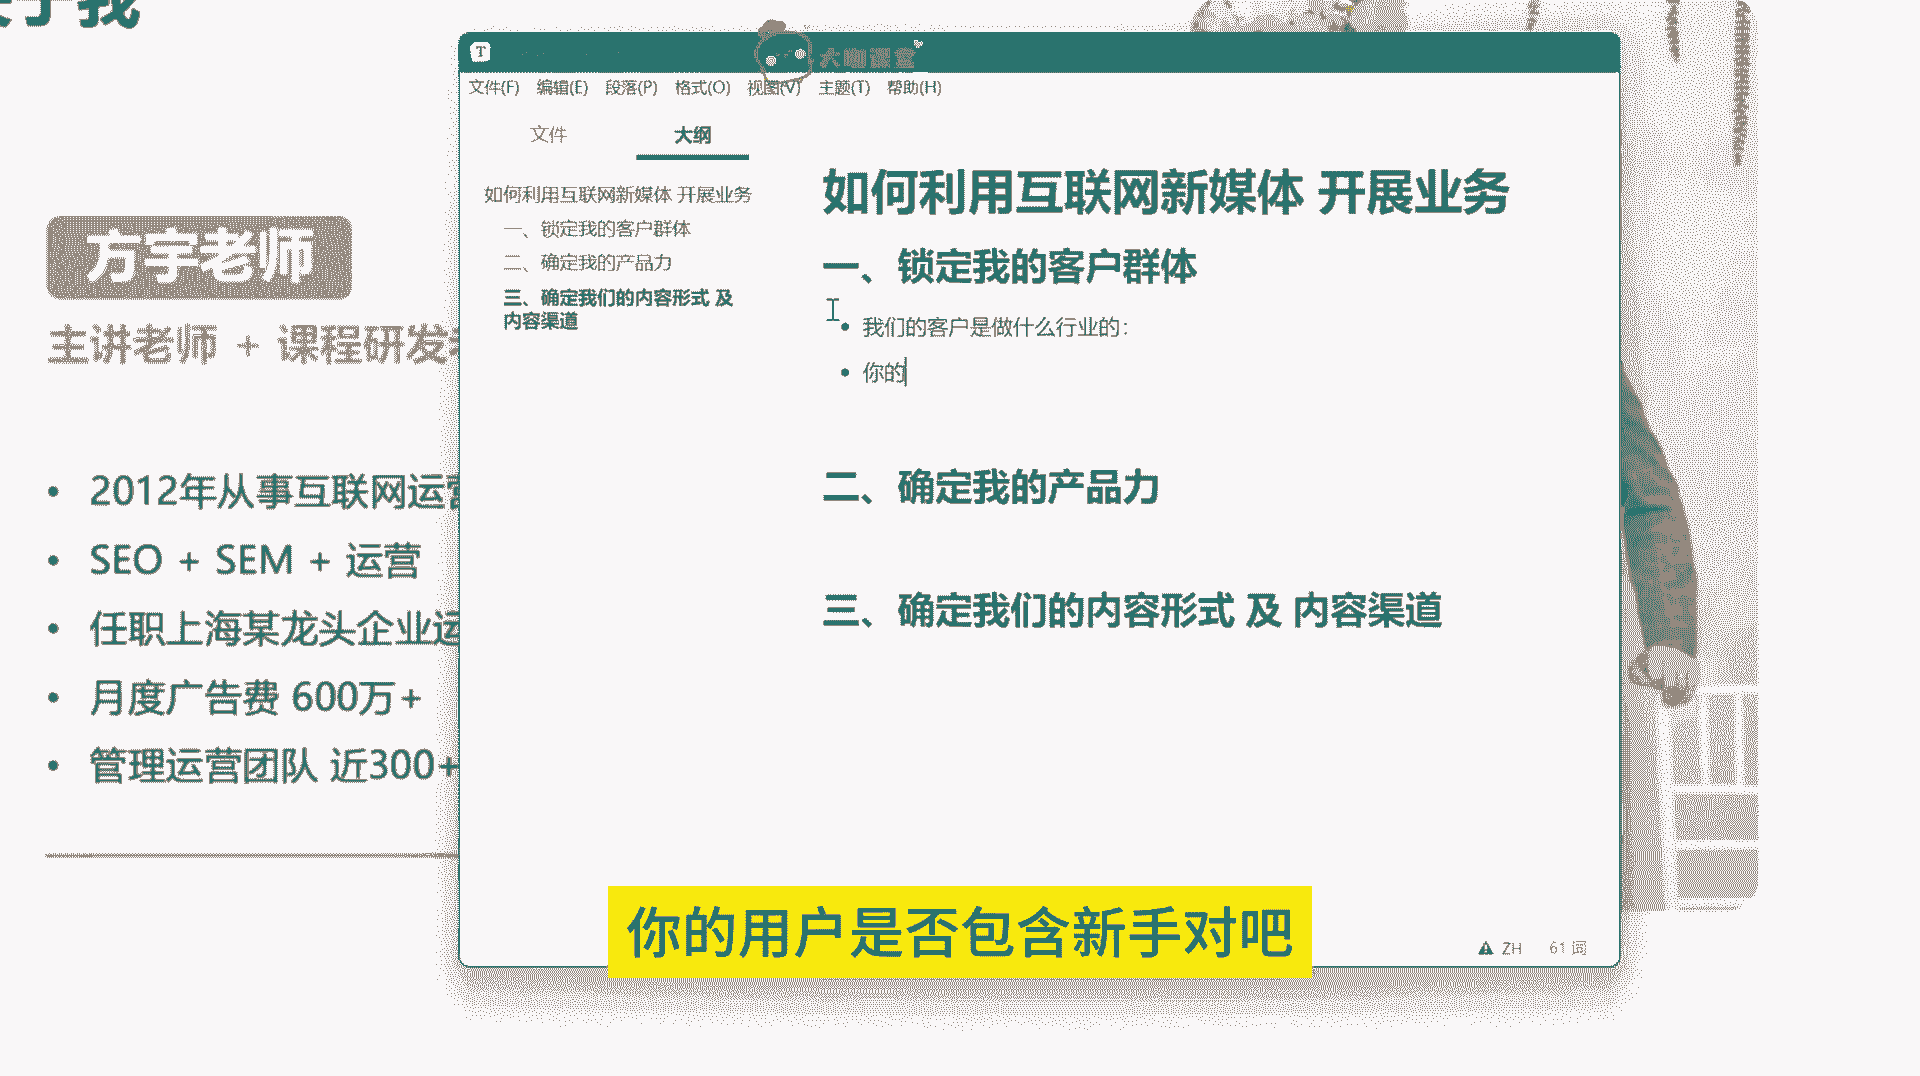 于我
方宇老师
主讲老师 + 课程研发
2012年从事互联网运营
SEO + SEM + 运营
任职上海某龙头企业运
月度广告费 600万+
管理运营团队 近300+
T
大咖课堂
文件(F) 编辑(E) 段落(P) 格式(O) 视图(V) 主题(T) 帮助(H)
文件 大纲
如何利用互联网新媒体 开展业务
一、锁定我的客户群体
二、确定我的产品力
三、确定我们的内容形式 及
内容渠道
如何利用互联网新媒体 开展业务
一、锁定我的客户群体
我们的客户是做什么行业的：
你的
二、确定我的产品力
三、确定我们的内容形式 及 内容渠道
ZH 61 词
你的用户是否包含新手对吧